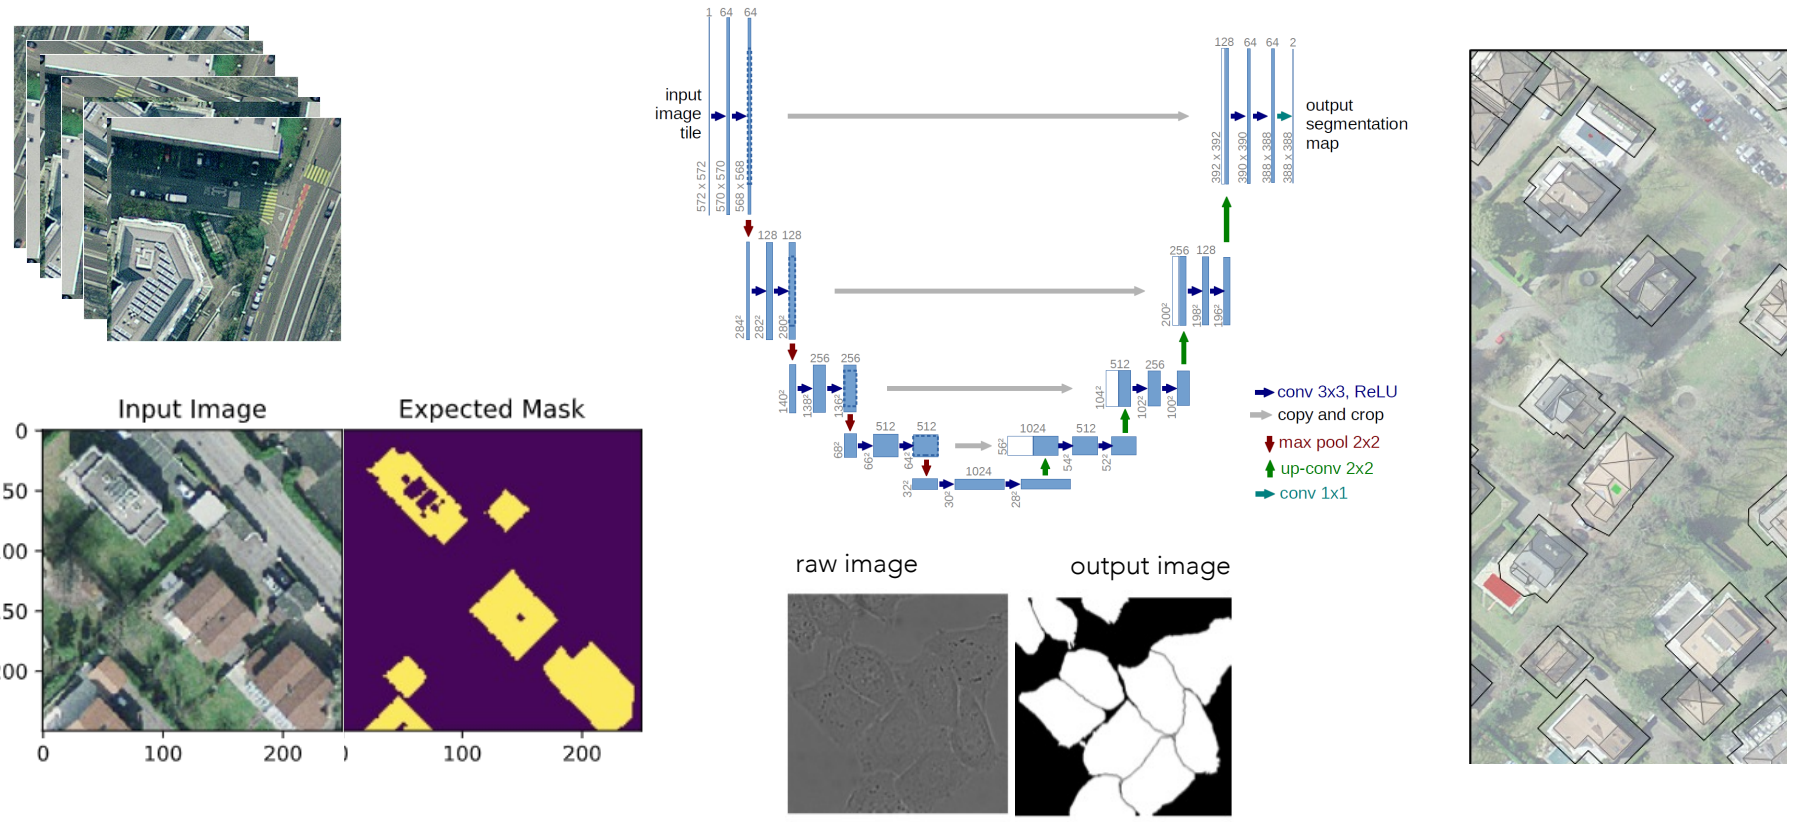 1 64 64
input
image
tile
572 x 572
570 x 570
568 x 568
128 64 64 2
output
segmentation
map
392 x 392
390 x 390
388 x 388
388 x 388
128 128
284²
282²
280²
256 128
200²
198²
196²
256 256
140²
138²
136²
512 256
104²
102²
100²
512 512
68²
66²
64²
1024 512
56²
54²
52²
1024
32²
30²
28²
conv 3x3, ReLU
copy and crop
max pool 2x2
up-conv 2x2
conv 1x1
Input Image
Expected Mask
0
50
00
50
00
0 100 200
100 200
raw image
output image